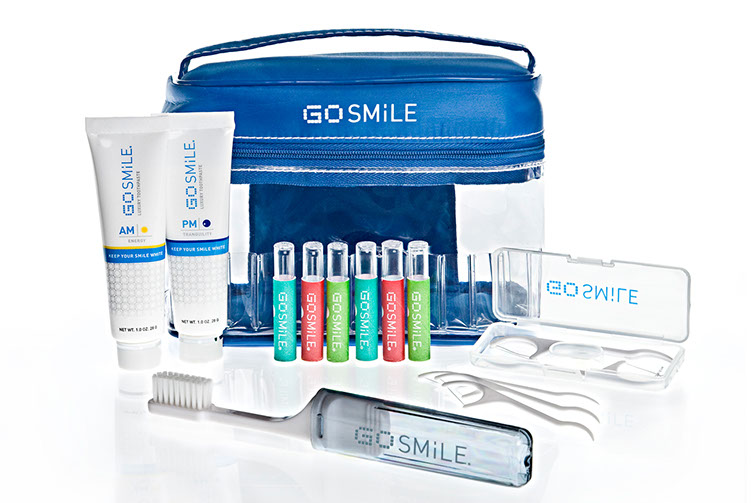 GO SMiLE
GO SMiLE.
LUXURY TOOTHPASTE
AM
ENERGY
KEEP YOUR SMILE WHITE
NET WT. 1.0 OZ. 28 G
GO SMiLE.
LUXURY TOOTHPASTE
PM
TRANQUILITY
KEEP YOUR SMILE WHITE
NET WT. 1.0 OZ. 28 G
GO SMiLE.
GO SMiLE.
GO SMiLE.
GO SMiLE.
GO SMiLE.
GO SMiLE.
GO SMiLE
GO SMiLE.